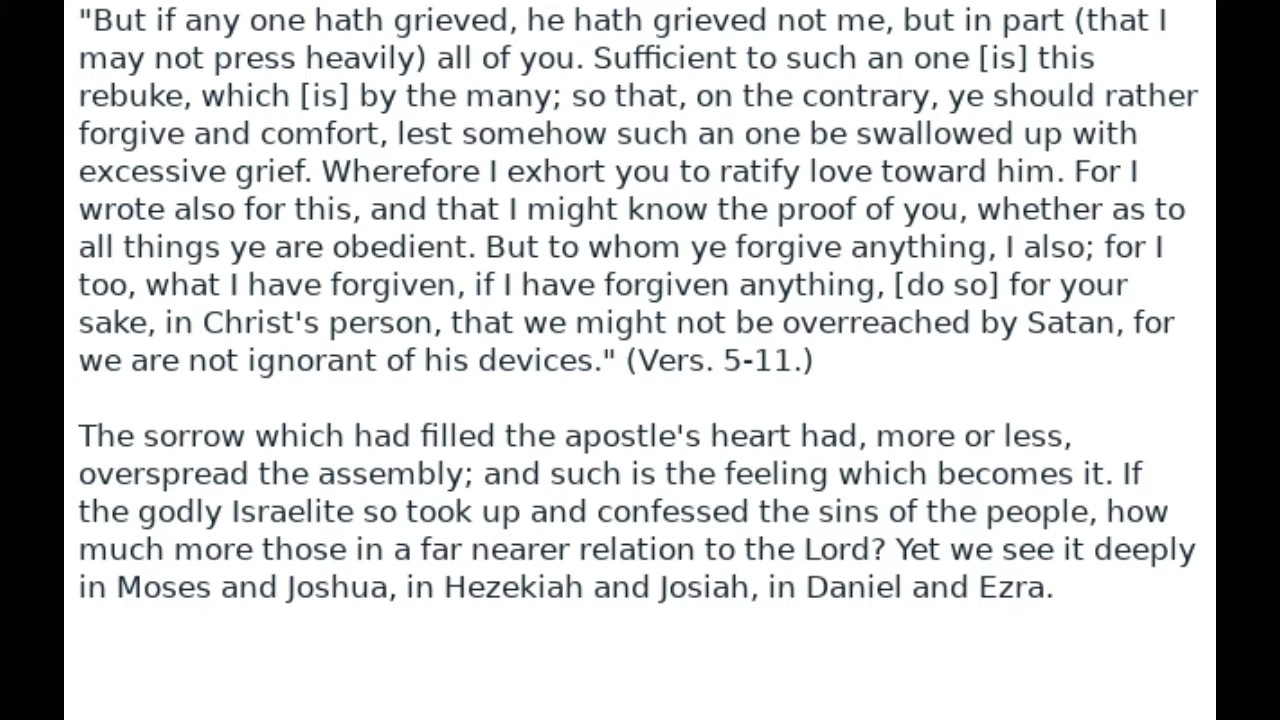 "But if any one hath grieved, he hath grieved not me, but in part (that I
may not press heavily) all of you. Sufficient to such an one [is] this
rebuke, which [is] by the many; so that, on the contrary, ye should rather
forgive and comfort, lest somehow such an one be swallowed up with
excessive grief. Wherefore I exhort you to ratify love toward him. For I
wrote also for this, and that I might know the proof of you, whether as to
all things ye are obedient. But to whom ye forgive anything, I also; for I
too, what I have forgiven, if I have forgiven anything, [do so] for your
sake, in Christ's person, that we might not be overreached by Satan, for
we are not ignorant of his devices." (Vers. 5-11.)

The sorrow which had filled the apostle's heart had, more or less,
overspread the assembly; and such is the feeling which becomes it. If
the godly Israelite so took up and confessed the sins of the people, how
much more those in a far nearer relation to the Lord? Yet we see it deeply
in Moses and Joshua, in Hezekiah and Josiah, in Daniel and Ezra.